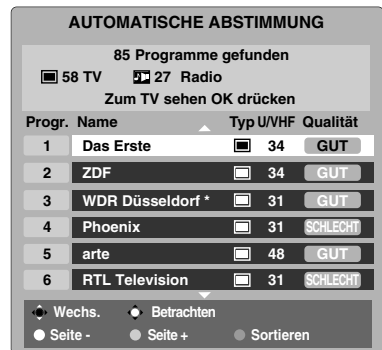 AUTOMATISCHE ABSTIMMUNG
85 Programme gefunden
58 TV 27 Radio
Zum TV sehen OK drücken
Progr. Name Typ U/VHF Qualität
1 Das Erste 34 GUT
2 ZDF 34 GUT
3 WDR Düsseldorf * 31 GUT
4 Phoenix 31 SCHLECHT
5 arte 48 GUT
6 RTL Television 31 SCHLECHT
Wechs. Betrachten
Seite - Seite + Sortieren